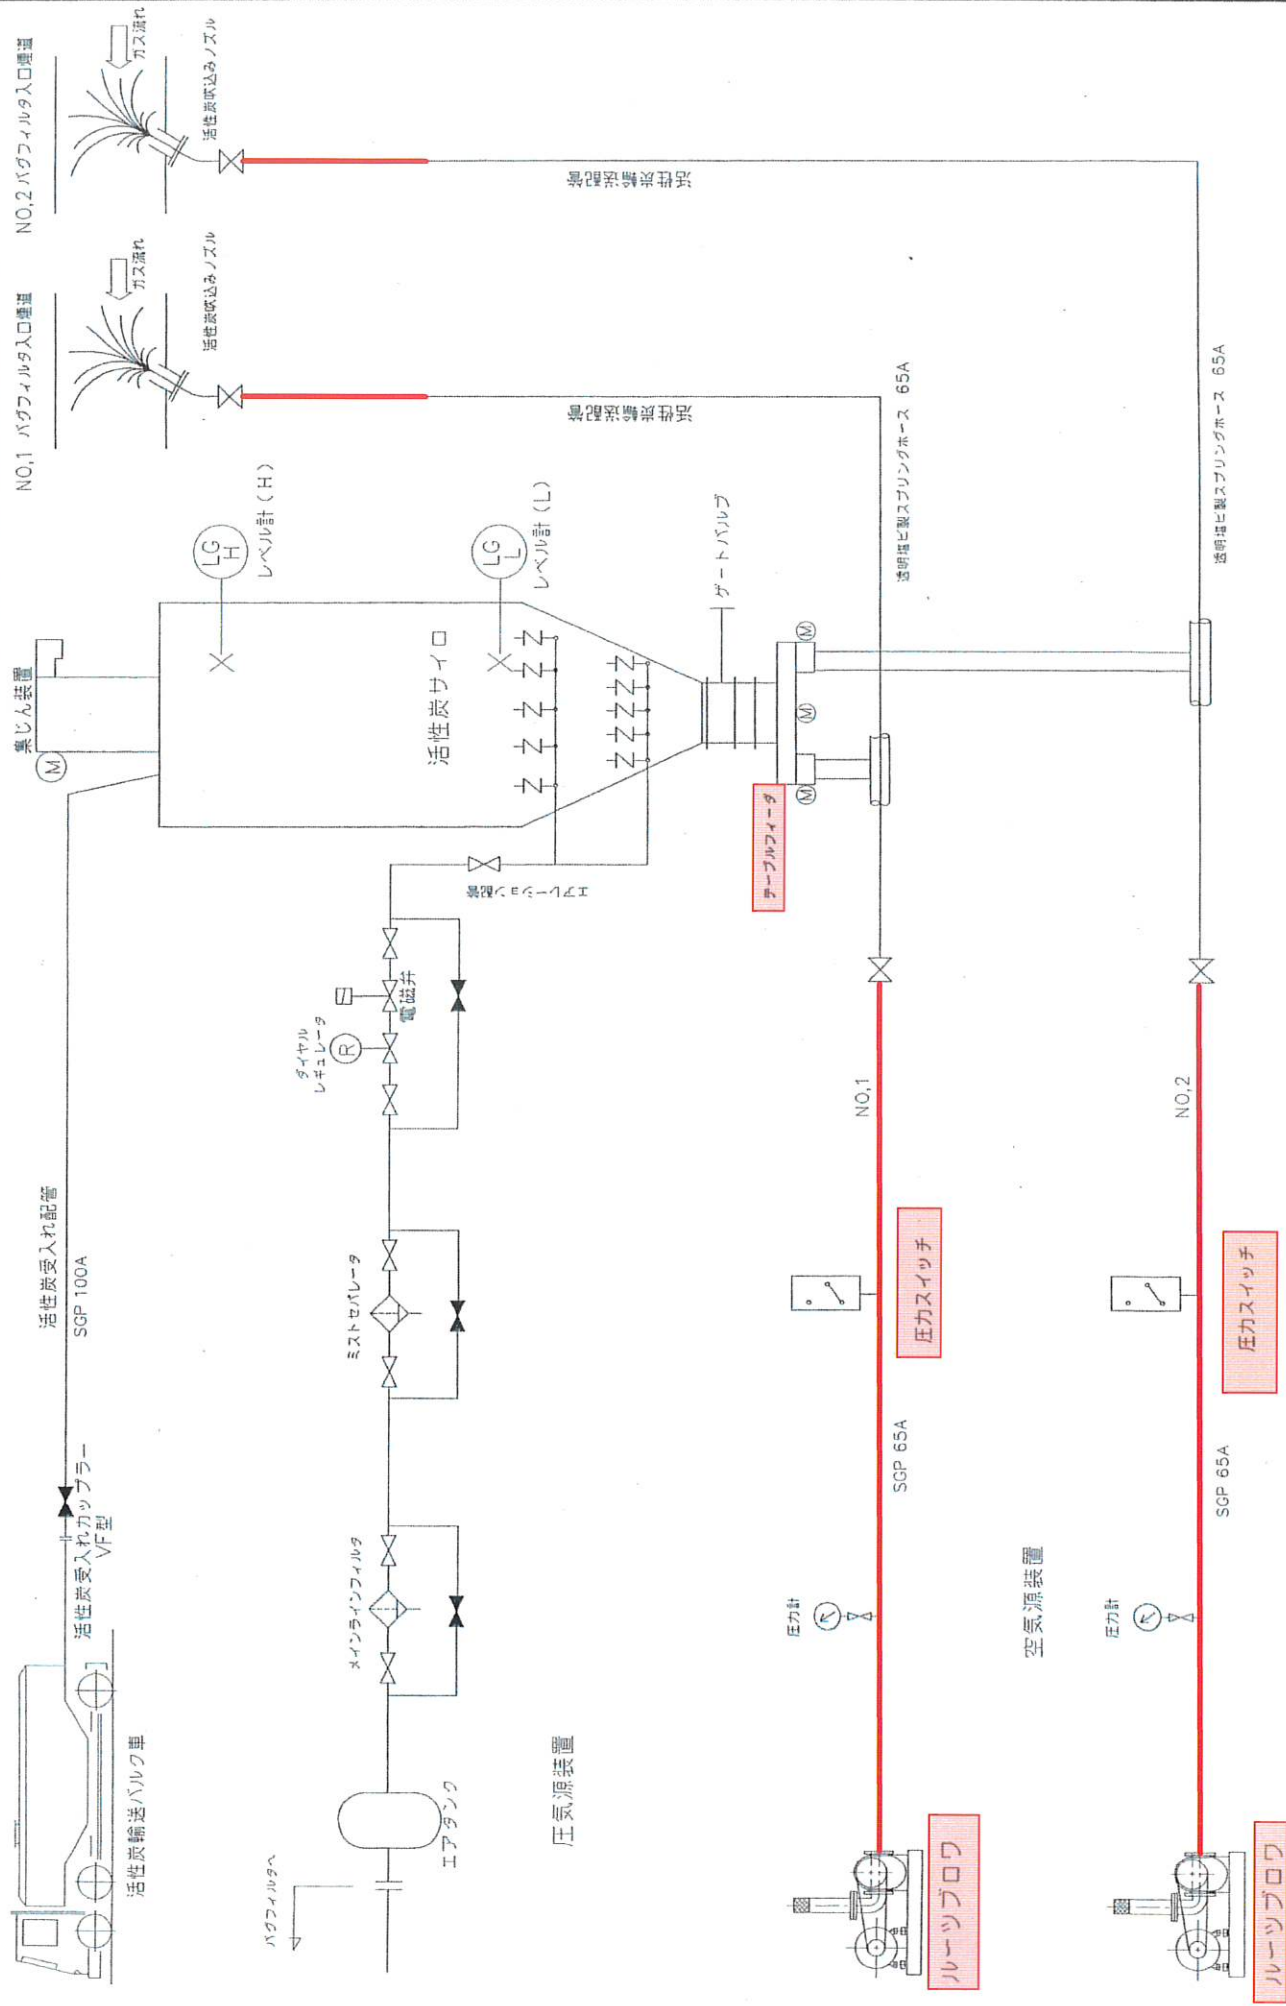 活性炭輸送バルク車
活性炭受入れカップラー
VF型
活性炭受入れ配管
SGP 100A
集じん装置
M
NO,1 バグフィルタ入口煙道
ガス流れ
活性炭吹込みノズル
NO,2 バグフィルタ入口煙道
ガス流れ
活性炭吹込みノズル
LG
H
レベル計(H)
バグフィルタへ
エアタンク
メインラインフィルタ
ミストセパレータ
ダイヤル
レギュレータ
R
電磁弁
エアレーション配管
活性炭サイロ
LG
L
レベル計(L)
活性炭輸送配管
活性炭輸送配管
圧気源装置
ゲートバルブ
テーブルフィーダ
M
M
M
圧力計
ルーツブロワ
SGP 65A
圧力スイッチ
NO,1
透明塩ビ製スプリングホース 65A
空気源装置
圧力計
ルーツブロワ
SGP 65A
圧力スイッチ
NO,2
透明塩ビ製スプリングホース 65A